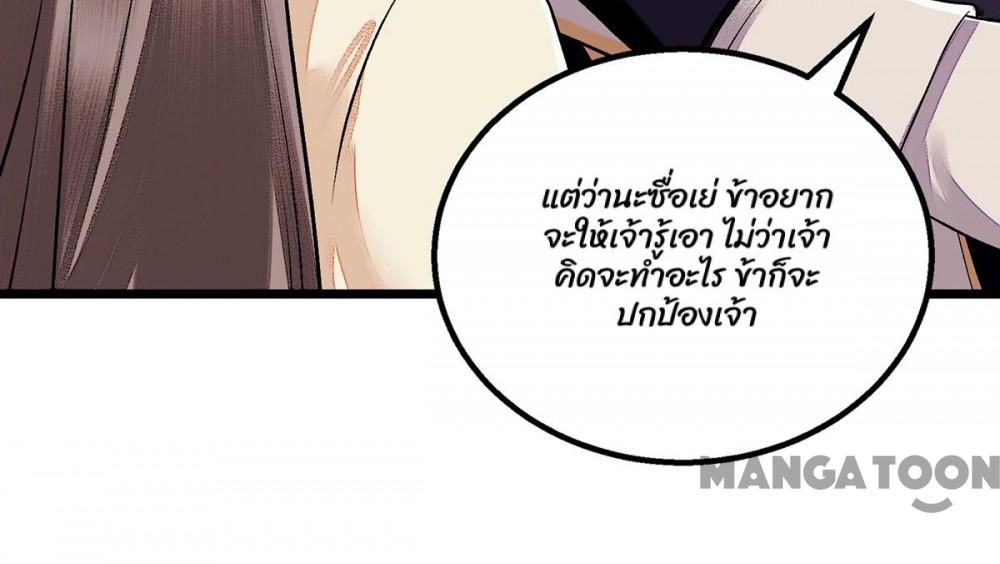 แต่ว่านะซื่อเย่ ข้าอยาก
จะให้เจ้ารู้เอา ไม่ว่าเจ้า
คิดจะทำอะไร ข้าก็จะ
ปกป้องเจ้า
MANGATOON